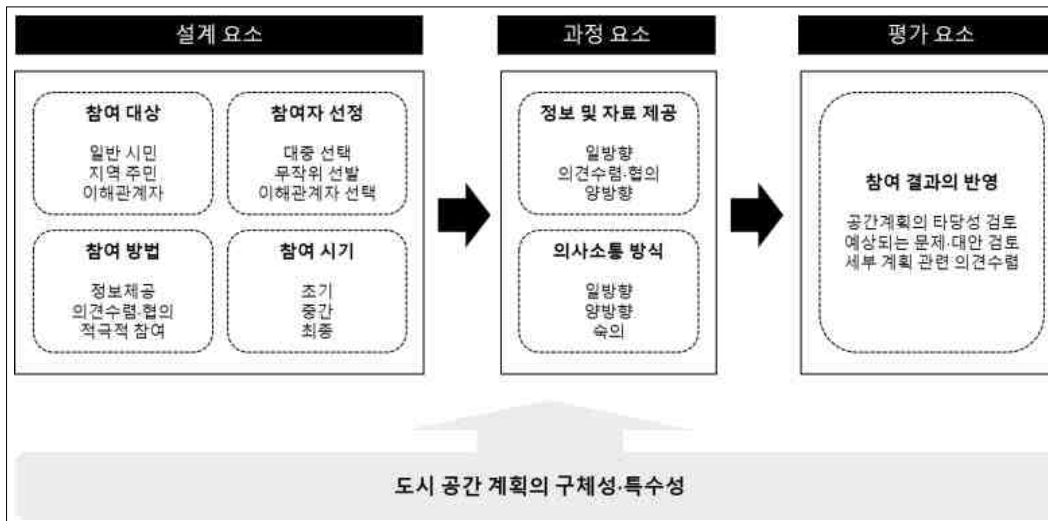 설계 요소
참여 대상
일반 시민
지역 주민
이해관계자
참여자 선정
대중 선택
무작위 선발
이해관계자 선택
참여 방법
정보제공
의견수렴·협의
적극적 참여
참여 시기
초기
중간
최종
과정 요소
정보 및 자료 제공
일방향
의견수렴·협의
양방향
의사소통 방식
일방향
양방향
숙의
평가 요소
참여 결과의 반영
공간계획의 타당성 검토
예상되는 문제·대안 검토
세부 계획 관련 의견수렴
도시 공간 계획의 구체성·특수성